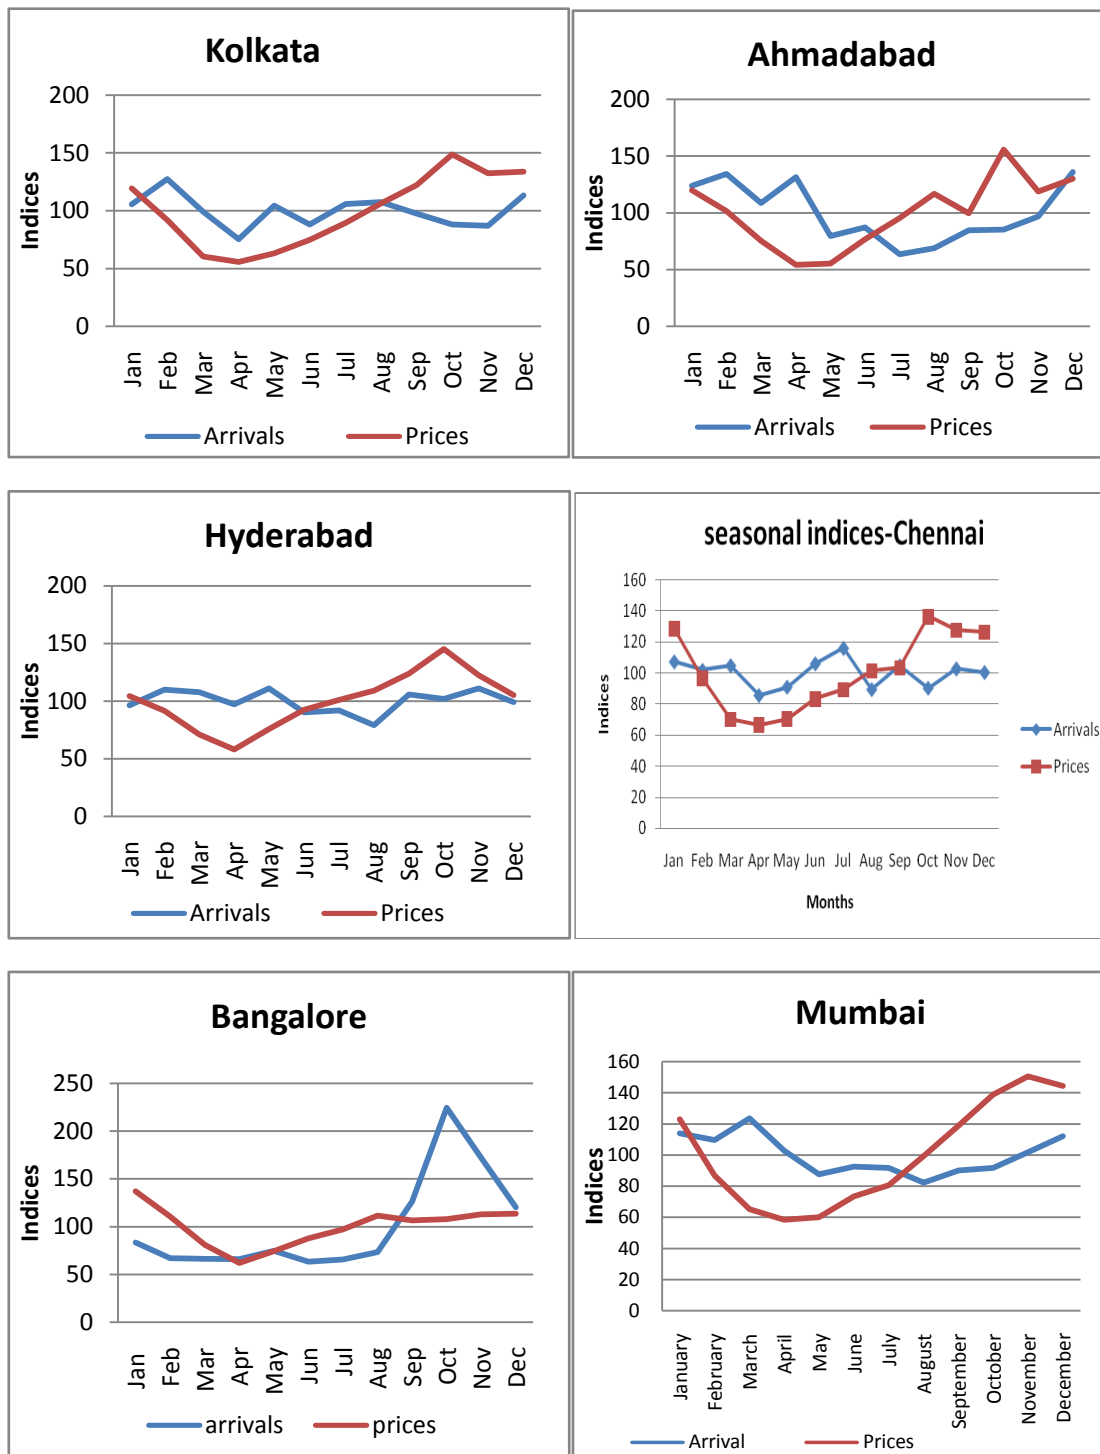 Kolkata
200
150
100
50
0
Indices
Jan Feb Mar Apr May Jun Jul Aug Sep Oct Nov Dec
Arrivals Prices
Ahmadabad
200
150
100
50
0
Indices
Jan Feb Mar Apr May Jun Jul Aug Sep Oct Nov Dec
Arrivals Prices
Hyderabad
200
150
100
50
0
Indices
Jan Feb Mar Apr May Jun Jul Aug Sep Oct Nov Dec
Arrivals Prices
seasonal indices-Chennai
160
140
120
100
80
60
40
20
0
Indices
Jan Feb Mar Apr May Jun Jul Aug Sep Oct Nov Dec
Months
Arrivals
Prices
Bangalore
250
200
150
100
50
0
Indices
Jan Feb Mar Apr May Jun Jul Aug Sep Oct Nov Dec
arrivals prices
Mumbai
160
140
120
100
80
60
40
20
0
Indices
January February March April May June July August September October November December
Arrival Prices